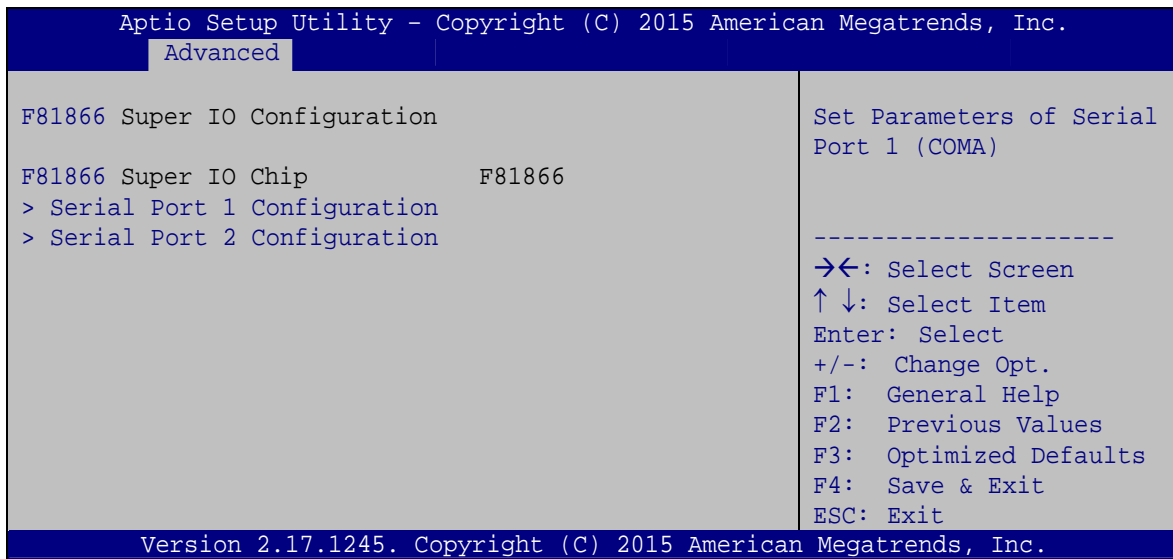 Aptio Setup Utility – Copyright (C) 2015 American Megatrends, Inc.
Advanced
F81866 Super IO Configuration
F81866 Super IO Chip F81866
> Serial Port 1 Configuration
> Serial Port 2 Configuration
Set Parameters of Serial
Port 1 (COMA)
---------------------
→←: Select Screen
↑ ↓: Select Item
Enter: Select
+/-: Change Opt.
F1: General Help
F2: Previous Values
F3: Optimized Defaults
F4: Save & Exit
ESC: Exit
Version 2.17.1245. Copyright (C) 2015 American Megatrends, Inc.